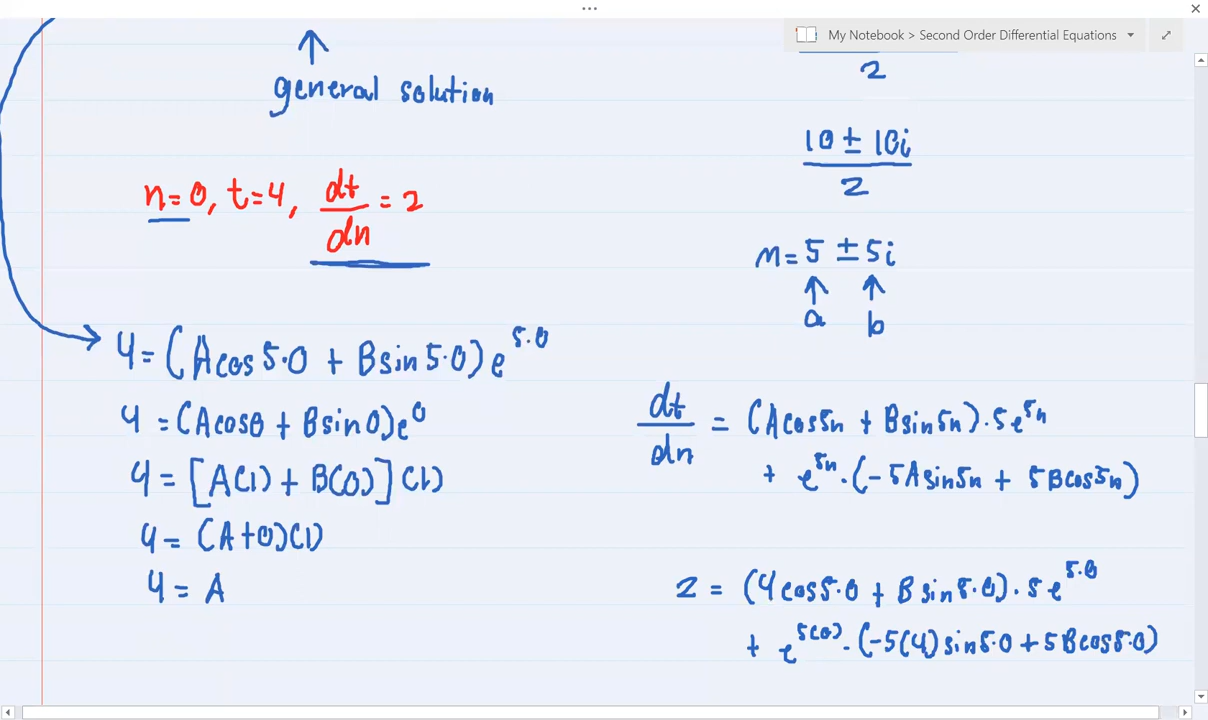 My Notebook > Second Order Differential Equations
general solution
n=0, t=4, dt/dn = 2
4 = (Acos5·0 + Bsin5·0)e^5·0
4 = (Acos0 + Bsin0)e^0
4 = [A(1) + B(0)](1)
4 = (A+0)(1)
4 = A
2
10 ± 10i
2
m = 5 ± 5i
a b
dt/dn = (Acos5n + Bsin5n)·5e^5n
+ e^5n·(-5Asin5n + 5Bcos5n)
2 = (4cos5·0 + Bsin5·0)·5e^5·0
+ e^5(0)·(-5(4)sin5·0 + 5Bcos5·0)